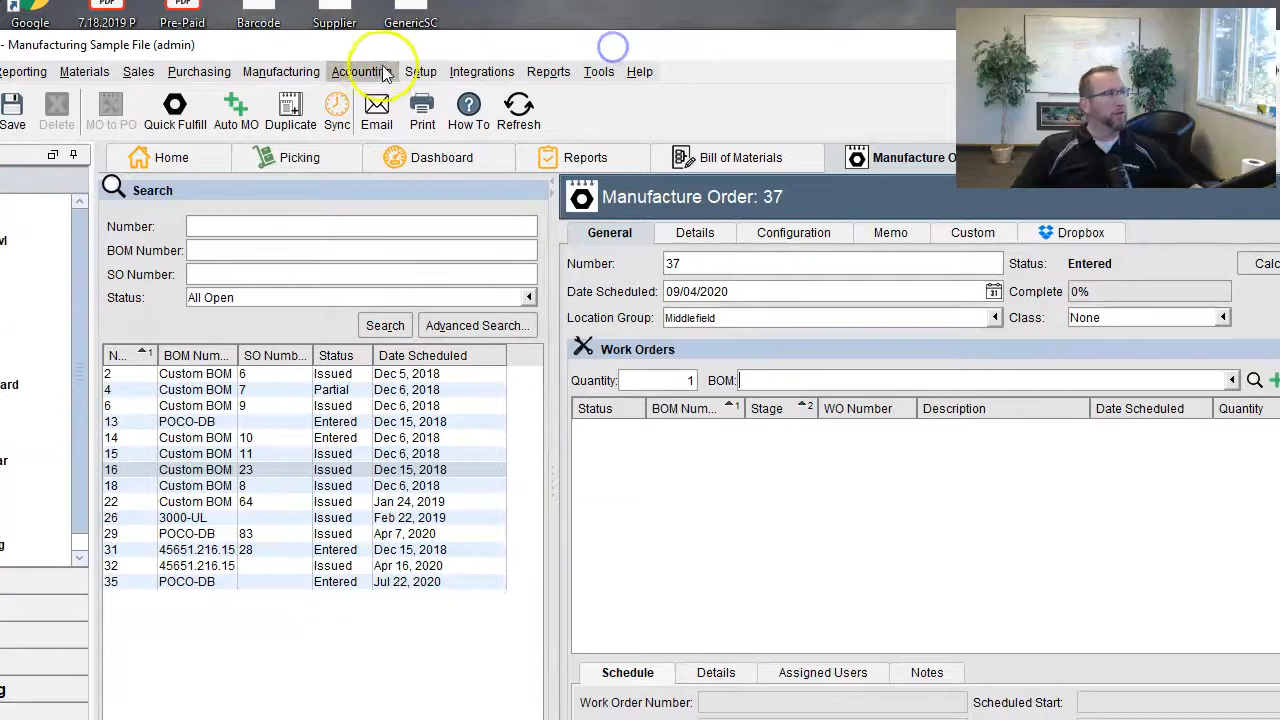 PDF PDF
Google 7.18.2019 P Pre-Paid Barcode Supplier GenericSC
- Manufacturing Sample File (admin)
Reporting Materials Sales Purchasing Manufacturing Accounting Setup Integrations Reports Tools Help
Save Delete MO to PO Quick Fulfill Auto MO Duplicate Sync Email Print How To Refresh
Home Picking Dashboard Reports Bill of Materials Manufacture O
Search
Number:
BOM Number:
SO Number:
Status: All Open
Search Advanced Search...
N... 1 BOM Num... SO Numb... Status Date Scheduled
2 Custom BOM 6 Issued Dec 5, 2018
4 Custom BOM 7 Partial Dec 6, 2018
6 Custom BOM 9 Issued Dec 6, 2018
13 POCO-DB Entered Dec 15, 2018
14 Custom BOM 10 Entered Dec 6, 2018
15 Custom BOM 11 Issued Dec 6, 2018
16 Custom BOM 23 Issued Dec 15, 2018
18 Custom BOM 8 Issued Dec 6, 2018
22 Custom BOM 64 Issued Jan 24, 2019
26 3000-UL Issued Feb 22, 2019
29 POCO-DB 83 Issued Apr 7, 2020
31 45651.216.15 28 Entered Dec 15, 2018
32 45651.216.15 Issued Apr 16, 2020
35 POCO-DB Entered Jul 22, 2020
Manufacture Order: 37
General Details Configuration Memo Custom Dropbox
Number: 37 Status: Entered Calc
Date Scheduled: 09/04/2020 31 Complete 0%
Location Group: Middlefield Class: None
Work Orders
Quantity: 1 BOM:
Status BOM Num... 1 Stage 2 WO Number Description Date Scheduled Quantity
Schedule Details Assigned Users Notes
Work Order Number: Scheduled Start: